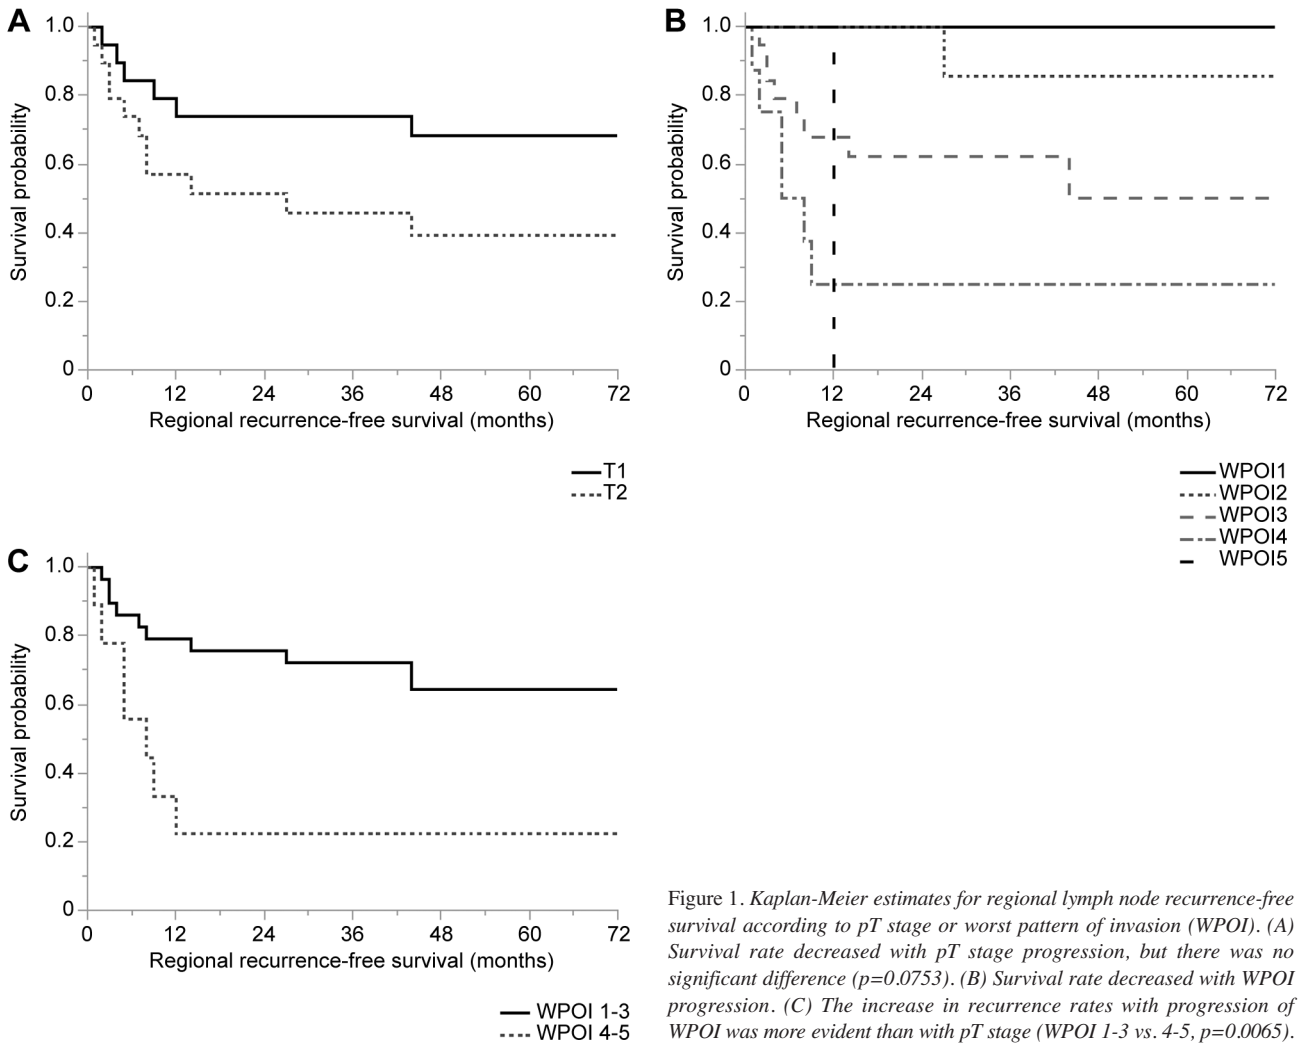 A
1.0
0.8
0.6
0.4
0.2
0
Survival probability
0 12 24 36 48 60 72
Regional recurrence-free survival (months)
T1
T2
B
1.0
0.8
0.6
0.4
0.2
0
Survival probability
0 12 24 36 48 60 72
Regional recurrence-free survival (months)
WPOI1
WPOI2
WPOI3
WPOI4
WPOI5
C
1.0
0.8
0.6
0.4
0.2
0
Survival probability
0 12 24 36 48 60 72
Regional recurrence-free survival (months)
WPOI 1-3
WPOI 4-5
Figure 1. Kaplan-Meier estimates for regional lymph node recurrence-free
survival according to pT stage or worst pattern of invasion (WPOI). (A)
Survival rate decreased with pT stage progression, but there was no
significant difference (p=0.0753). (B) Survival rate decreased with WPOI
progression. (C) The increase in recurrence rates with progression of
WPOI was more evident than with pT stage (WPOI 1-3 vs. 4-5, p=0.0065).